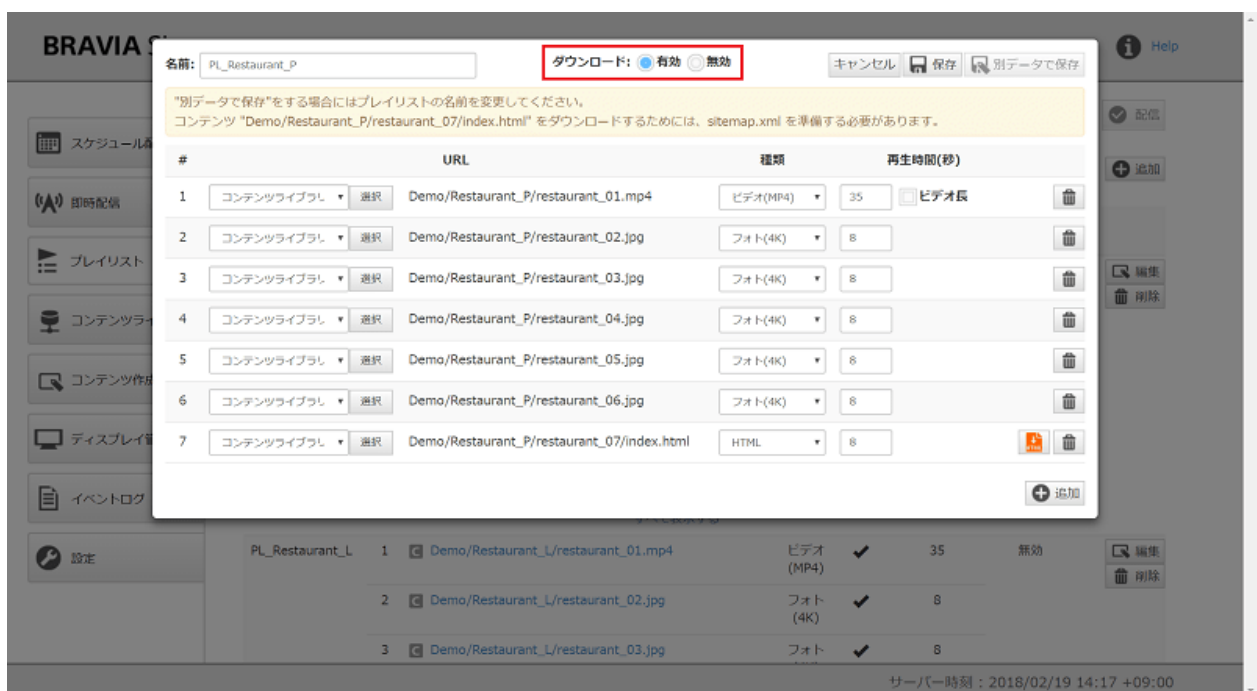 BRAVIA
Help
名前: PL_Restaurant_P ダウンロード: 有効 無効 キャンセル 保存 別データで保存
"別データで保存"をする場合にはプレイリストの名前を変更してください。
コンテンツ "Demo/Restaurant_P/restaurant_07/index.html" をダウンロードするためには、sitemap.xml を準備する必要があります。
# URL 種類 再生時間(秒)
1 コンテンツライブラリ 選択 Demo/Restaurant_P/restaurant_01.mp4 ビデオ(MP4) 35 ビデオ長
2 コンテンツライブラリ 選択 Demo/Restaurant_P/restaurant_02.jpg フォト(4K) 8
3 コンテンツライブラリ 選択 Demo/Restaurant_P/restaurant_03.jpg フォト(4K) 8
4 コンテンツライブラリ 選択 Demo/Restaurant_P/restaurant_04.jpg フォト(4K) 8
5 コンテンツライブラリ 選択 Demo/Restaurant_P/restaurant_05.jpg フォト(4K) 8
6 コンテンツライブラリ 選択 Demo/Restaurant_P/restaurant_06.jpg フォト(4K) 8
7 コンテンツライブラリ 選択 Demo/Restaurant_P/restaurant_07/index.html HTML 8
追加
スケジュール
即時配信
プレイリスト
コンテンツライ
コンテンツ作成
ディスプレイ
イベントログ
設定
配信
追加
編集
削除
すべて表示する
PL_Restaurant_L 1 Demo/Restaurant_L/restaurant_01.mp4 ビデオ 35 無効 編集
(MP4) 削除
2 Demo/Restaurant_L/restaurant_02.jpg フォト 8
(4K)
3 Demo/Restaurant_L/restaurant_03.jpg フォト 8
サーバー時刻 : 2018/02/19 14:17 +09:00